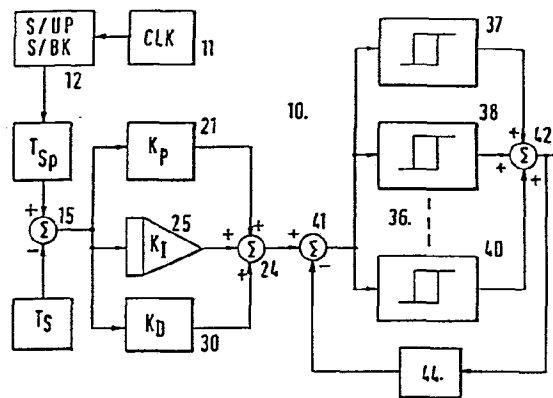 S/UP
S/BK
CLK
11
12
T_Sp
21
K_P
10.
37
38
36.
40
42
+
+
+
+
Σ
15
-
25
K_I
+
+
+
Σ
24
+
41
Σ
-
Σ
T_S
K_D
30
44.